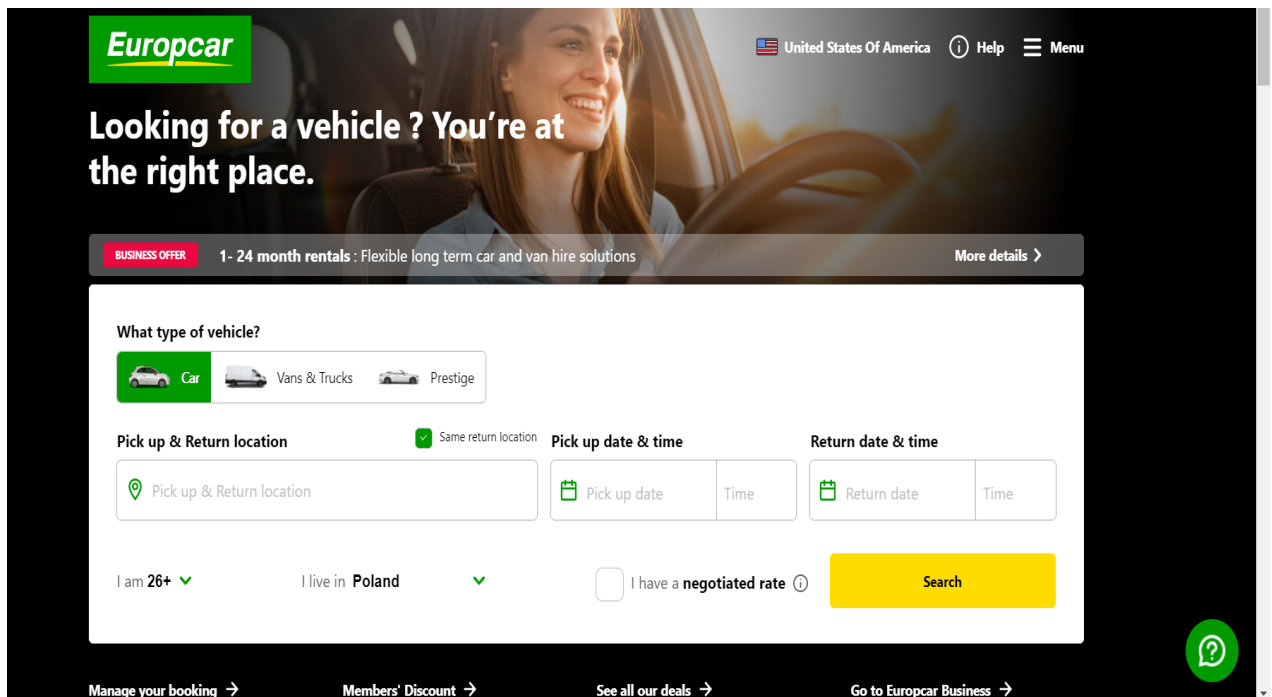 Europcar
United States Of America
Help
Menu
Looking for a vehicle ? You're at
the right place.
BUSINESS OFFER
1- 24 month rentals : Flexible long term car and van hire solutions
More details
What type of vehicle?
Car
Vans & Trucks
Prestige
Pick up & Return location
Same return location
Pick up date & time
Return date & time
Pick up & Return location
Pick up date
Time
Return date
Time
I am 26+
I live in Poland
I have a negotiated rate
Search
Manage your booking
Members' Discount
See all our deals
Go to Europcar Business